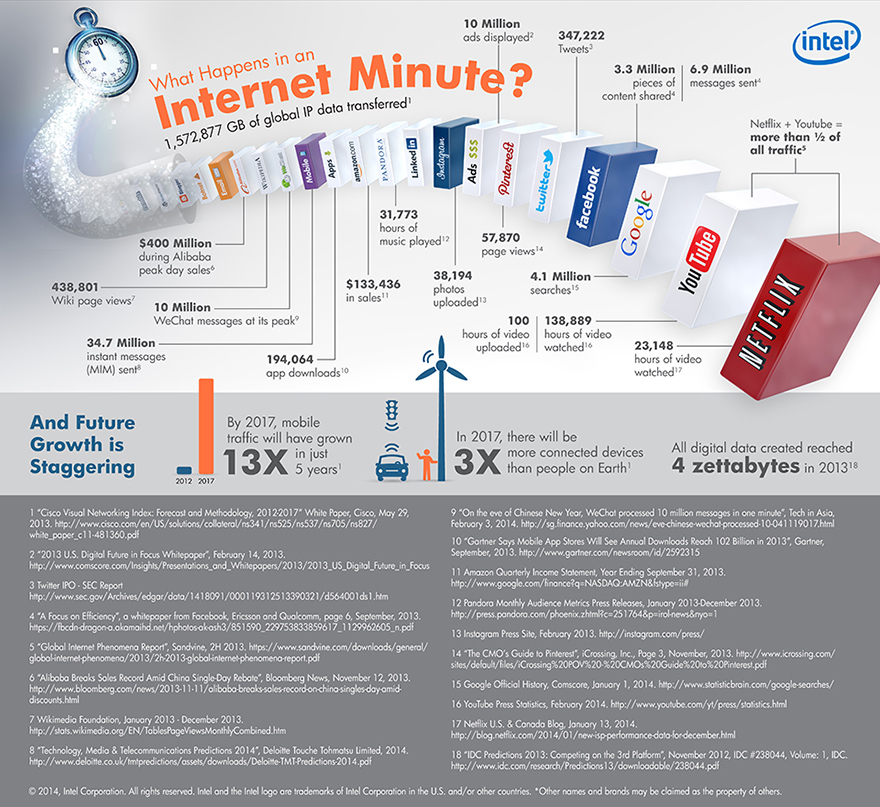 60
What Happens in an
Internet Minute?
1,572,877 GB of global IP data transferred1
intel®
10 Million
ads displayed2
347,222
Tweets3
3.3 Million
pieces of
content shared4
6.9 Million
messages sent4
Netflix + Youtube =
more than ½ of
all traffic5
WIKIPEDIA
Mobile
Apps
amazon.com
PANDORA
Linked in
Instagram
Ads $$$
Pinterest
twitter
facebook
Google
YouTube
NETFLIX
$400 Million
during Alibaba
peak day sales6
438,801
Wiki page views7
10 Million
WeChat messages at its peak9
34.7 Million
instant messages
(MIM) sent8
194,064
app downloads10
$133,436
in sales11
31,773
hours of
music played12
38,194
photos
uploaded13
57,870
page views14
4.1 Million
searches15
100
hours of video
uploaded16
138,889
hours of video
watched16
23,148
hours of video
watched17
And Future
Growth is
Staggering
2012 2017
By 2017, mobile
traffic will have grown
13X in just
5 years1
In 2017, there will be
3X more connected devices
than people on Earth1
All digital data created reached
4 zettabytes in 201318
1 "Cisco Visual Networking Index: Forecast and Methodology, 2012-2017" White Paper, Cisco, May 29,
2013. http://www.cisco.com/en/US/solutions/collateral/ns341/ns525/ns537/ns705/ns827/
white_paper_c11-481360.pdf
2 "2013 U.S. Digital Future in Focus Whitepaper", February 14, 2013.
http://www.comscore.com/Insights/Presentations_and_Whitepapers/2013/2013_US_Digital_Future_in_Focus
3 Twitter IPO - SEC Report
http://www.sec.gov/Archives/edgar/data/1418091/000119312513390321/d564001ds1.htm
4 "A Focus on Efficiency", a whitepaper from Facebook, Ericsson and Qualcomm, page 6, September, 2013.
https://fbcdn-dragon-a.akamaihd.net/hphotos-ak-ash3/851590_229753833859617_1129962605_n.pdf
5 "Global Internet Phenomena Report", Sandvine, 2H 2013. https://www.sandvine.com/downloads/general/
global-internet-phenomena/2013/2h-2013-global-internet-phenomena-report.pdf
6 "Alibaba Breaks Sales Record Amid China Single-Day Rebate", Bloomberg News, November 12, 2013.
http://www.bloomberg.com/news/2013-11-11/alibaba-breaks-sales-record-on-china-singles-day-amid-
discounts.html
7 Wikimedia Foundation, January 2013 - December 2013.
http://stats.wikimedia.org/EN/TablesPageViewsMonthlyCombined.htm
8 "Technology, Media & Telecommunications Predictions 2014", Deloitte Touche Tohmatsu Limited, 2014.
http://www.deloitte.co.uk/tmtpredictions/assets/downloads/Deloitte-TMT-Predictions-2014.pdf
9 "On the eve of Chinese New Year, WeChat processed 10 million messages in one minute", Tech in Asia,
February 3, 2014. http://sg.finance.yahoo.com/news/eve-chinese-wechat-processed-10-041119017.html
10 "Gartner Says Mobile App Stores Will See Annual Downloads Reach 102 Billion in 2013", Gartner,
September, 2013. http://www.gartner.com/newsroom/id/2592315
11 Amazon Quarterly Income Statement, Year Ending September 31, 2013.
http://www.google.com/finance?q=NASDAQ:AMZN&fstype=ii#
12 Pandora Monthly Audience Metrics Press Releases, January 2013-December 2013.
http://press.pandora.com/phoenix.zhtml?c=251764&p=irol-news&nyo=1
13 Instagram Press Site, February 2013. http://instagram.com/press/
14 "The CMO's Guide to Pinterest", iCrossing, Inc., Page 3, November, 2013. http://www.icrossing.com/
sites/default/files/iCrossing%20POV%20-%20CMOs%20Guide%20to%20Pinterest.pdf
15 Google Official History, Comscore, January 1, 2014. http://www.statisticbrain.com/google-searches/
16 YouTube Press Statistics, February 2014. http://www.youtube.com/yt/press/statistics.html
17 Netflix U.S. & Canada Blog, January 13, 2014.
http://blog.netflix.com/2014/01/new-isp-performance-data-for-december.html
18 "IDC Predictions 2013: Competing on the 3rd Platform", November 2012, IDC #238044, Volume: 1, IDC.
http://www.idc.com/research/Predictions13/downloadable/238044.pdf
© 2014, Intel Corporation. All rights reserved. Intel and the Intel logo are trademarks of Intel Corporation in the U.S. and/or other countries. *Other names and brands may be claimed as the property of others.